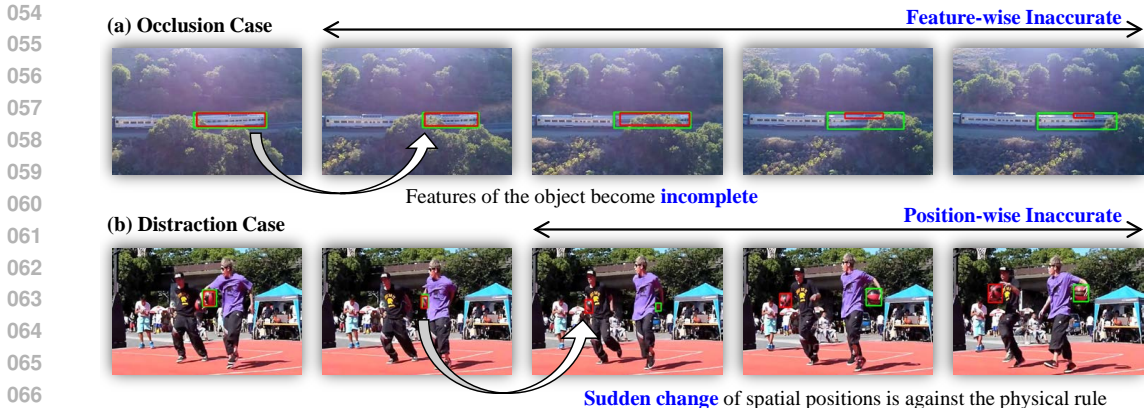 054
(a) Occlusion Case
Feature-wise Inaccurate
055
056
057
058
059
060
Features of the object become incomplete
061
(b) Distraction Case
Position-wise Inaccurate
062
063
064
065
066
Sudden change of spatial positions is against the physical rule